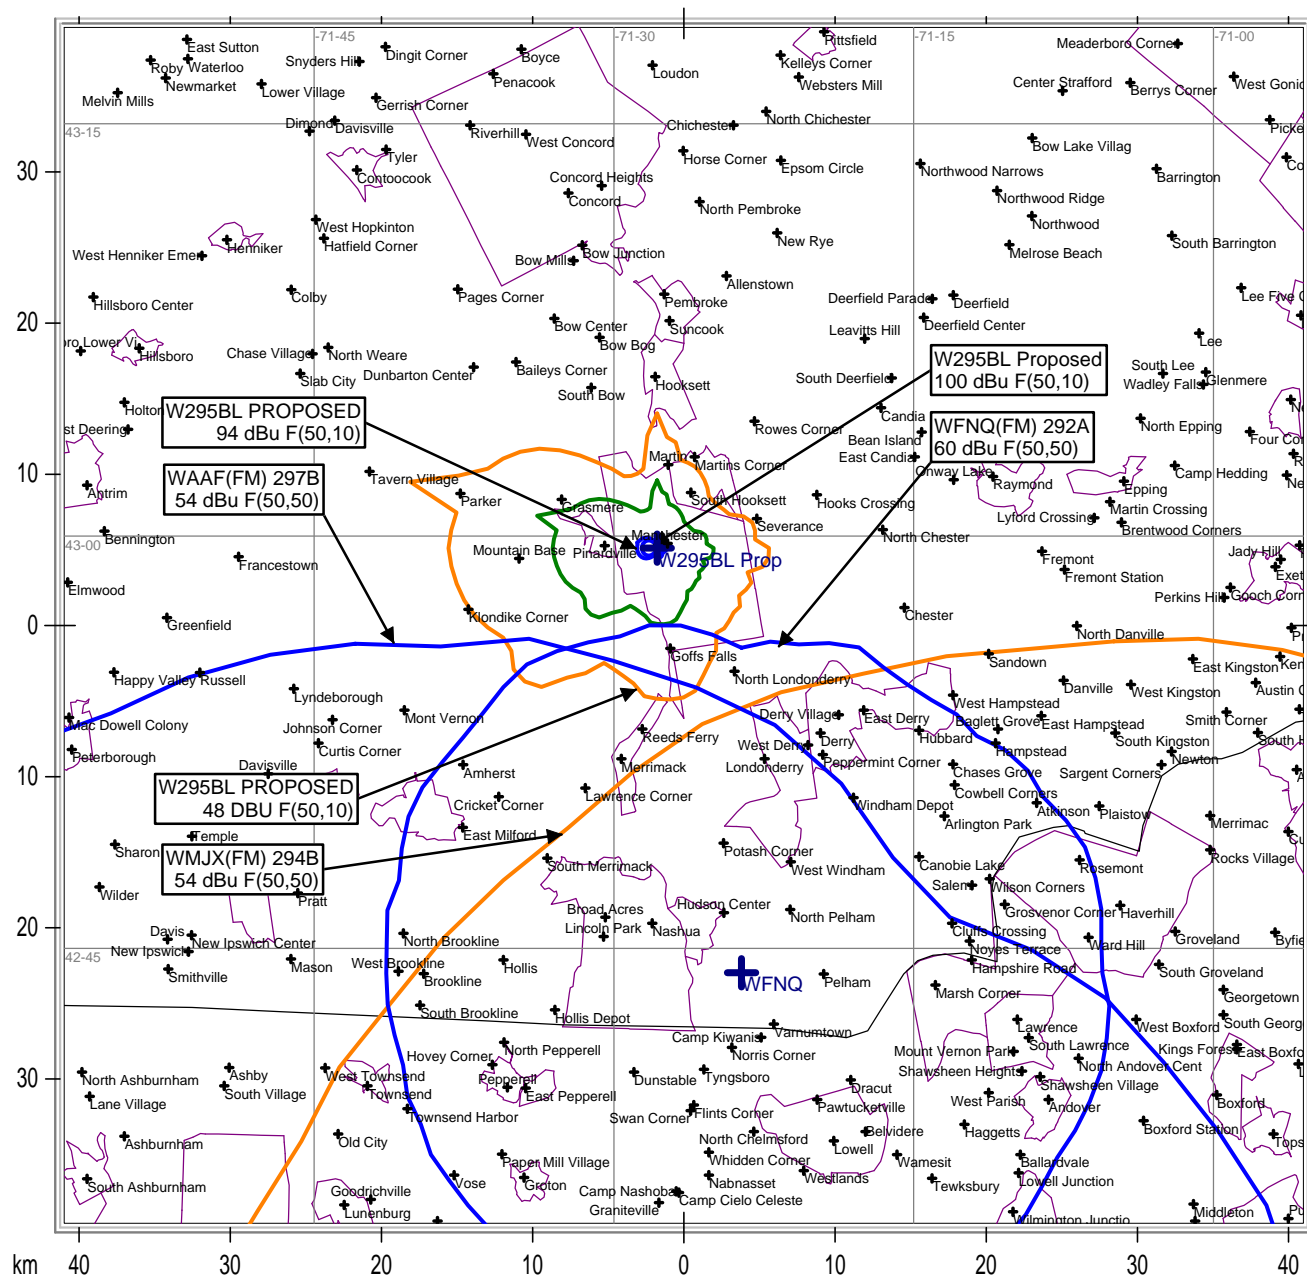 -71-45
-71-30
-71-15
-71-00
East Sutton
Dingit Corner
Boyce
Pittsfield
Meaderboro Corner
Roby
Waterloo
Snyders Hill
Loudon
Kelleys Corner
Newmarket
Lower Village
Penacook
Websters Mill
Center Strafford
Berrys Corner
West Gonic
Melvin Mills
Gerrish Corner
North Chichester
43-15
Dimond
Davisville
Riverhill
West Concord
Chichester
Bow Lake Villag
Tyler
Horse Corner
Epsom Circle
Northwood Narrows
Barrington
Contoocook
Concord Heights
Concord
North Pembroke
Northwood Ridge
30
West Hopkinton
Northwood
Henniker
Hatfield Corner
New Rye
South Barrington
West Henniker Emer
Bow Mills
Bow Junction
Melrose Beach
Hillsboro Center
Colby
Pages Corner
Allenstown
Pembroke
Deerfield Parade
Deerfield
Lee Five C
20
Bow Center
Suncook
Deerfield Center
Leavitts Hill
Lee
oro Lower Vi
Hillsboro
Chase Village
North Weare
Bow Bog
Slab City
Dunbarton Center
Baileys Corner
Hooksett
South Deerfield
South Lee
Wadley Falls
Glenmere
South Bow
W295BL Proposed
100 dBu F(50,10)
Holton
Candia
st Deering
W295BL PROPOSED
94 dBu F(50,10)
Rowes Corner
Bean Island
East Candia
WFNQ(FM) 292A
60 dBu F(50,50)
North Epping
Four Co
10
WAAF(FM) 297B
54 dBu F(50,50)
Tavern Village
Martin
Martins Corner
Onway Lake
Raymond
Epping
Camp Hedding
Antrim
Parker
Grasmere
South Hooksett
Hooks Crossing
Martin Crossing
Lyford Crossing
Brentwood Corners
Severance
43-00
Bennington
Manchester
North Chester
Mountain Base
Pinardville
W295BL Prop
Francestown
Fremont
Fremont Station
Jady Hill
Elmwood
Perkins Hill
Gooch Corn
Greenfield
Klondike Corner
Chester
0
North Danville
Goffs Falls
Sandown
East Kingston
Happy Valley
Russell
North Londonderry
Danville
West Kingston
Lyndeborough
Mont Vernon
West Hampstead
Mac Dowell Colony
Johnson Corner
Derry Village
East Derry
Baglett Grove
East Hampstead
Smith Corner
Peterborough
Curtis Corner
Reeds Ferry
West Derry
Derry
Hubbard
Hampstead
South Kingston
Newton
Davisville
Amherst
Merrimack
Londonderry
Peppermint Corner
Chases Grove
Sargent Corners
10
W295BL PROPOSED
48 DBU F(50,10)
Cricket Corner
Lawrence Corner
Windham Depot
Cowbell Corners
Atkinson
Plaistow
Arlington Park
Merrimac
Temple
East Milford
Sharon
WMJX(FM) 294B
54 dBu F(50,50)
South Merrimack
Potash Corner
West Windham
Canobie Lake
Rosemont
Rocks Village
Wilder
Pratt
Salem
Wilson Corners
Broad Acres
Hudson Center
North Pelham
Grosvenor Corner
Haverhill
Davis
New Ipswich Center
North Brookline
Lincoln Park
Nashua
Cluffs Crossing
Ward Hill
Groveland
Byfie
New Ipswich
Noyes Terrace
42-45
Smithville
Mason
West Brookline
Brookline
Hollis
WFNQ
Pelham
Hampshire Road
South Groveland
Marsh Corner
Georgetown
South Brookline
Hollis Depot
Varnumtown
Lawrence
West Boxford
South Georg
Camp Kiwanis
Hovey Corner
North Pepperell
Norris Corner
Mount Vernon Park
South Lawrence
Kings Fores
East Boxfo
North Andover Cent
30
North Ashburnham
Ashby
West Townsend
Pepperell
Dunstable
Tyngsboro
Dracut
Shawsheen Heights
Shawsheen Village
Lane Village
South Village
Townsend
East Pepperell
Pawtucketville
West Parish
Andover
Boxford
Townsend Harbor
Swan Corner
Flints Corner
Haggetts
Boxford Station
Ashburnham
Old City
North Chelmsford
Belvidere
Lowell
Tops
Whidden Corner
Wamesit
Ballardvale
South Ashburnham
Paper Mill Village
Groton
Vose
Nabnasset
Westlands
Tewksbury
Lowell Junction
Goodrichville
Lunenburg
Camp Nashoba
Camp Cielo Celeste
Graniteville
Wilmington Junctio
Middleton
km
40
30
20
10
0
10
20
30
40